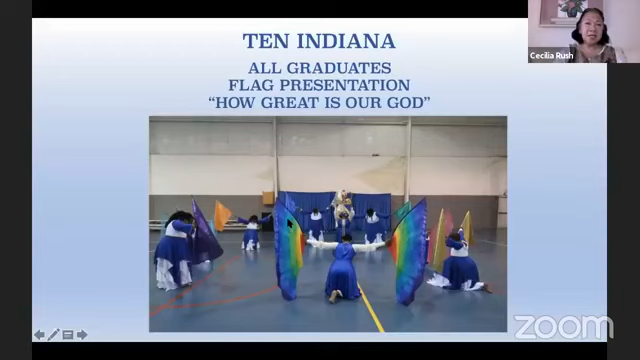 TEN INDIANA
ALL GRADUATES
FLAG PRESENTATION
“HOW GREAT IS OUR GOD”
Cecilia Rush
zoom